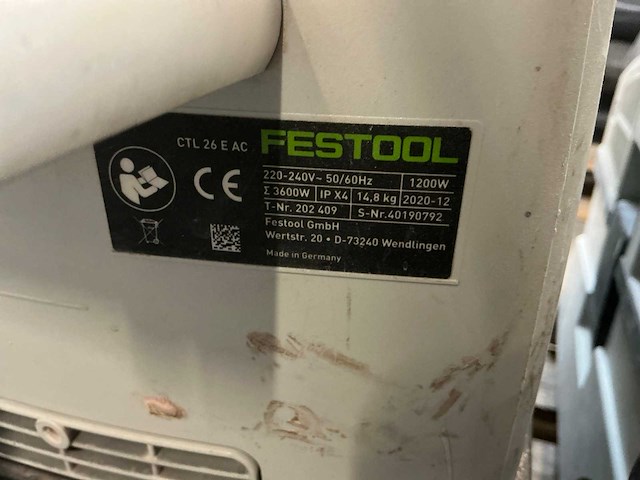 CTL 26 E AC FESTOOL
220-240V~ 50/60Hz 1200W
Σ 3600W IP X4 14,8 kg 2020-12
T-Nr. 202 409 S-Nr.40190792
Festool GmbH
Wertstr. 20 • D-73240 Wendlingen
Made in Germany
CE